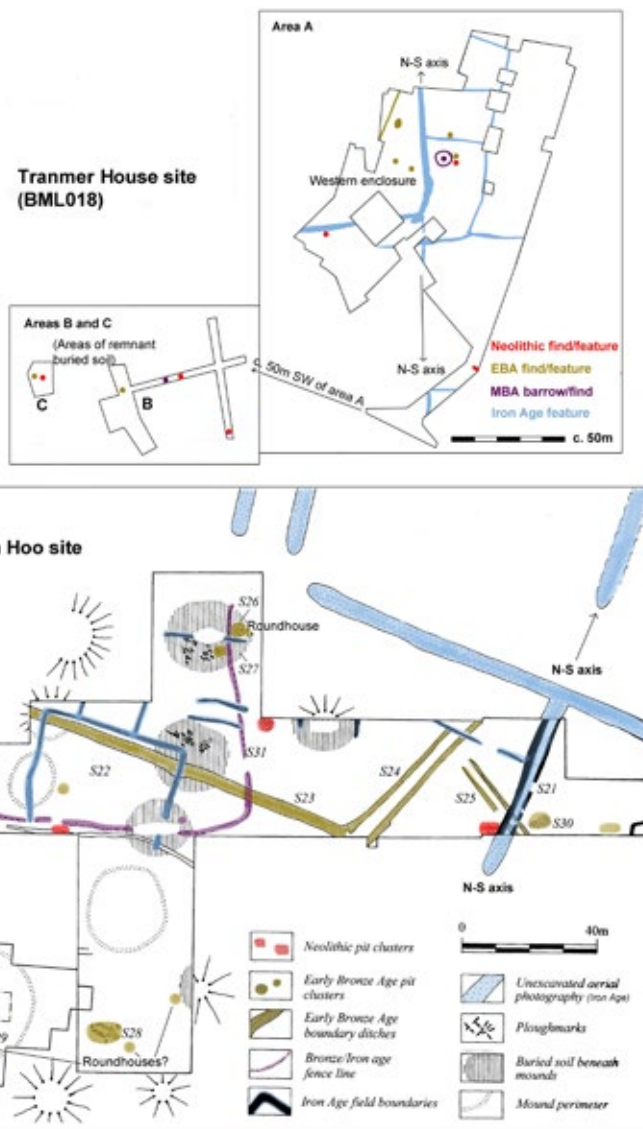 Area A
N-S axis
Tranmer House site
(BML018)
Western enclosure
Areas B and C
(Areas of remnant
buried soil)
C
B
c. 50m SW of area A
N-S axis
Neolithic find/feature
EBA find/feature
MBA barrow/find
Iron Age feature
c. 50m
Hoo site
S26
Roundhouse
S27
N-S axis
S31
S22
S23
S24
S25
S21
S30
N-S axis
S28
Roundhouses?
Neolithic pit clusters
Early Bronze Age pit
clusters
Early Bronze Age
boundary ditches
Bronze/Iron age
fence line
Iron Age field boundaries
0
40m
Unexcavated aerial
photography (Iron Age)
Ploughmarks
Buried soil beneath
mounds
Mound perimeter